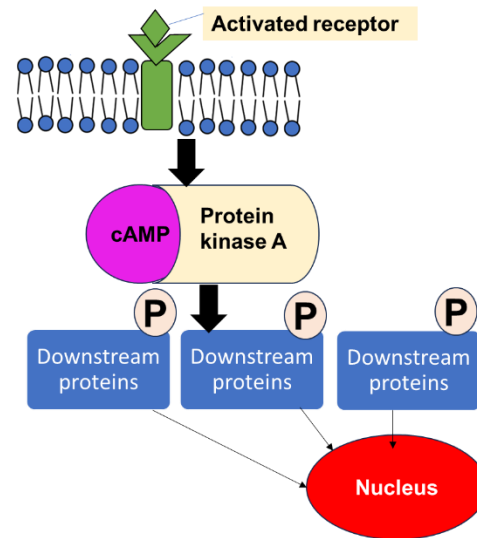 Activated receptor
cAMP
Protein
kinase A
P
P
P
Downstream
proteins
Downstream
proteins
Downstream
proteins
Nucleus